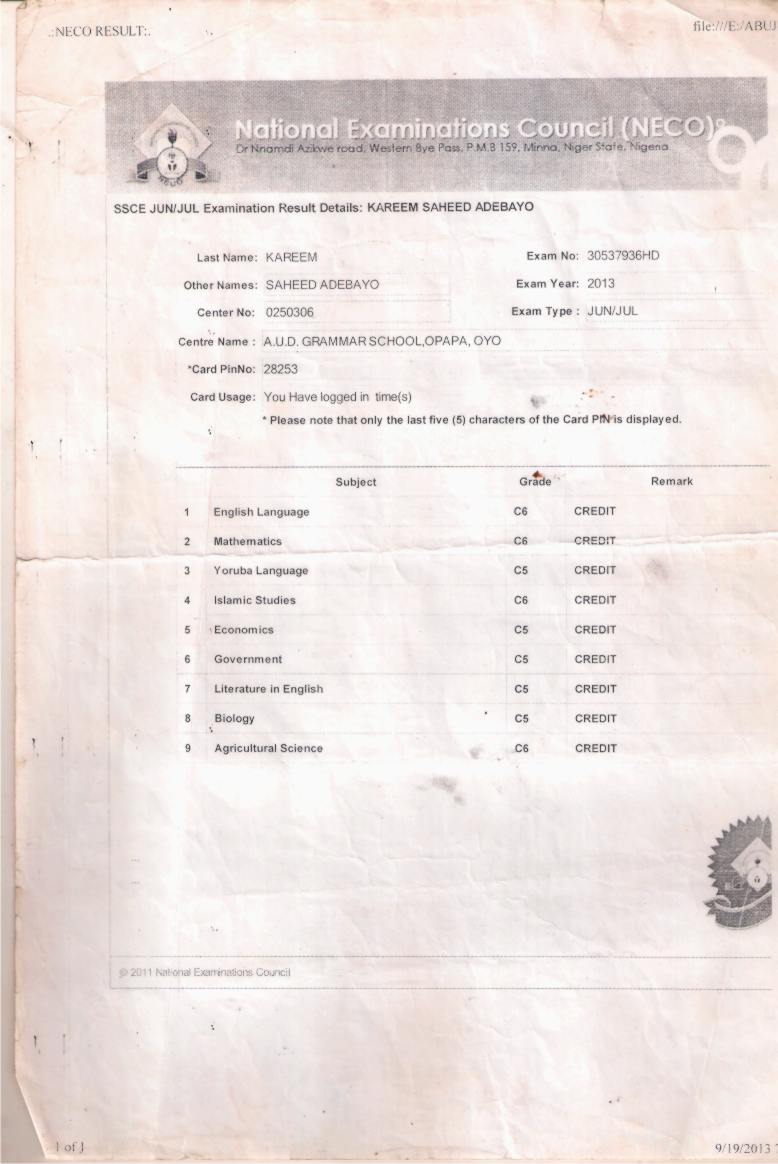 .:NECO RESULT:.
file:///E:/ABUJ
National Examinations Council (NECO)
Dr Nnamdi Azikwe road, Western Bye Pass, P.M.B 159, Minna, Niger State, Nigeria
NECO
SSCE JUN/JUL Examination Result Details: KAREEM SAHEED ADEBAYO
Last Name: KAREEM Exam No: 30537936HD
Other Names: SAHEED ADEBAYO Exam Year: 2013
Center No: 0250306 Exam Type : JUN/JUL
Centre Name : A.U.D. GRAMMAR SCHOOL,OPAPA, OYO
*Card PinNo: 28253
Card Usage: You Have logged in time(s)
* Please note that only the last five (5) characters of the Card PIN is displayed.
Subject Grade Remark
1 English Language C6 CREDIT
2 Mathematics C6 CREDIT
3 Yoruba Language C5 CREDIT
4 Islamic Studies C6 CREDIT
5 Economics C5 CREDIT
6 Government C5 CREDIT
7 Literature in English C5 CREDIT
8 Biology C5 CREDIT
9 Agricultural Science C6 CREDIT
© 2011 National Examinations Council
1 of 1
9/19/2013